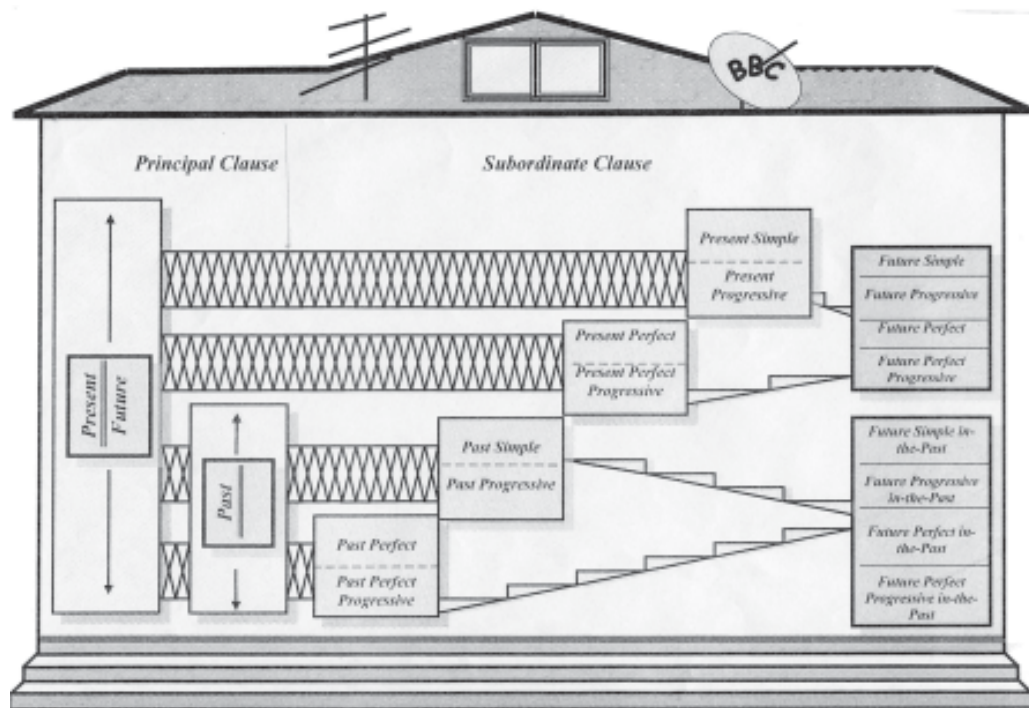 BBC
Principal Clause
Subordinate Clause
Present
Future
Past
Present Simple
Present
Progressive
Present Perfect
Present Perfect
Progressive
Past Simple
Past Progressive
Past Perfect
Past Perfect
Progressive
Future Simple
Future Progressive
Future Perfect
Future Perfect
Progressive
Future Simple in-
the-Past
Future Progressive
in-the-Past
Future Perfect in-
the-Past
Future Perfect
Progressive in-the-
Past